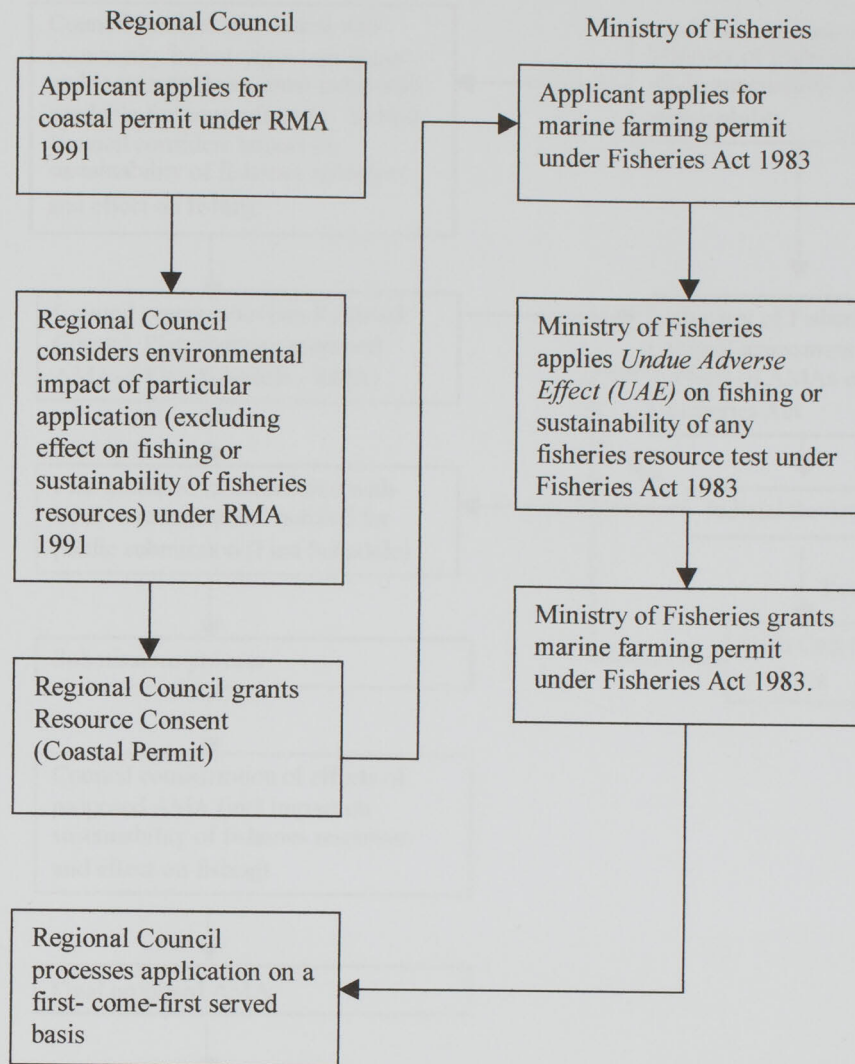 Regional Council
Applicant applies for
coastal permit under RMA
1991
Regional Council
considers environmental
impact of particular
application (excluding
effect on fishing or
sustainability of fisheries
resources) under RMA
1991
Regional Council grants
Resource Consent
(Coastal Permit)
Ministry of Fisheries
Applicant applies for
marine farming permit
under Fisheries Act 1983
Ministry of Fisheries
applies Undue Adverse
Effect (UAE) on fishing or
sustainability of any
fisheries resource test under
Fisheries Act 1983
Ministry of Fisheries grants
marine farming permit
under Fisheries Act 1983.
Regional Council
processes application on a
first- come-first served
basis